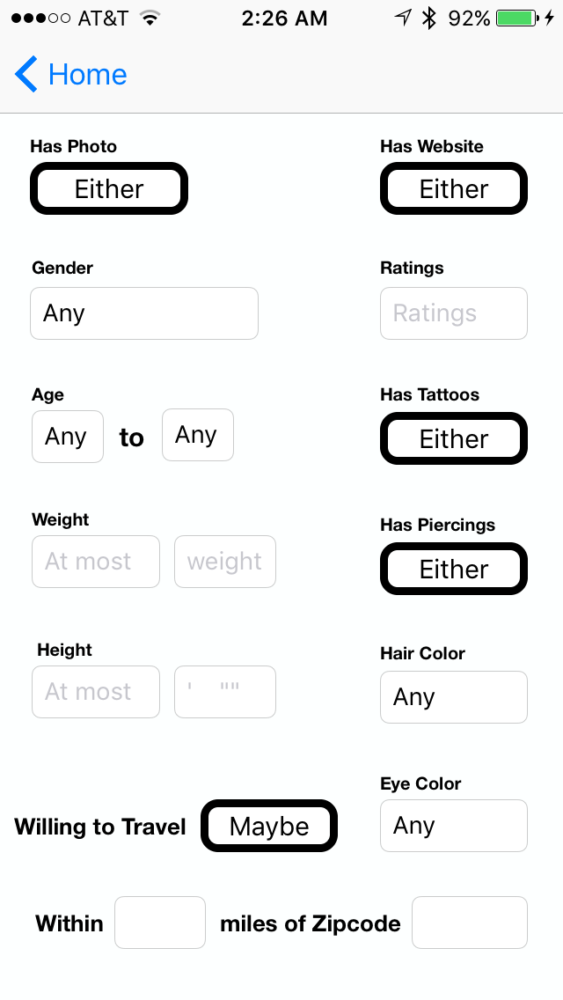 AT&T 2:26 AM 92%
Home
Has Photo Has Website
Either Either
Gender Ratings
Any Ratings
Age Has Tattoos
Any to Any Either
Weight Has Piercings
At most weight Either
Height Hair Color
At most ' "" Any
Eye Color
Willing to Travel Maybe Any
Within miles of Zipcode